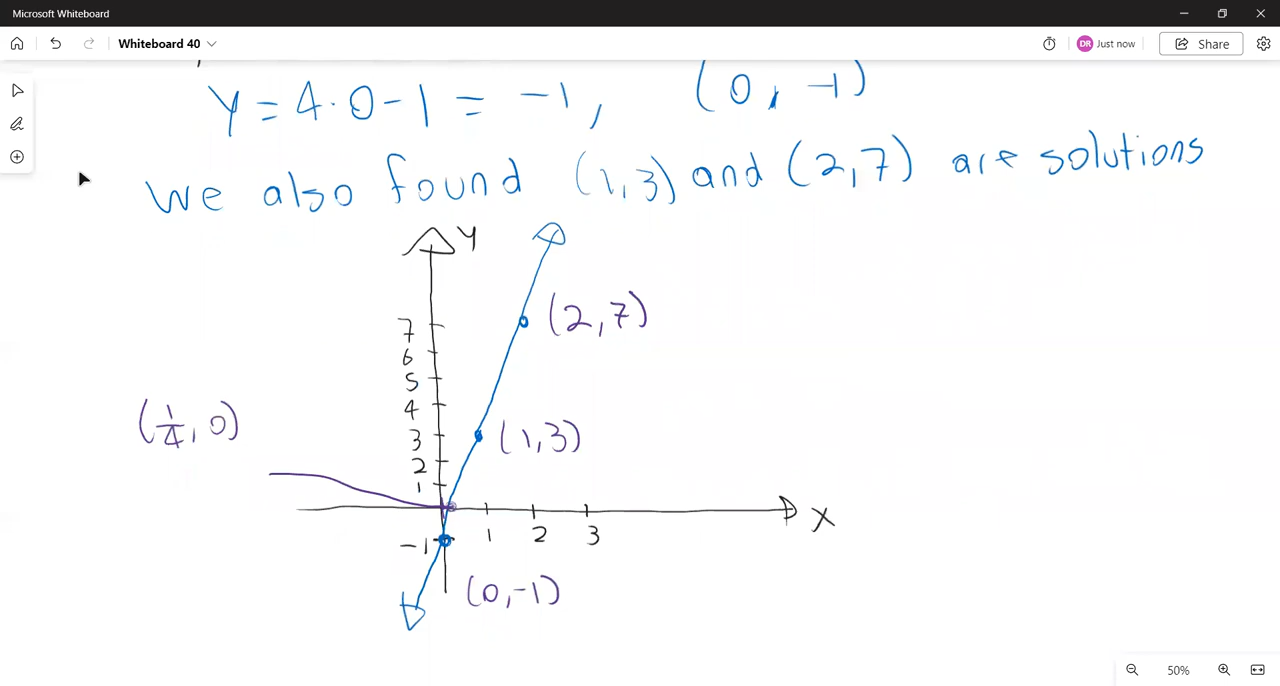 Microsoft Whiteboard
Whiteboard 40
DR Just now
Share
y = 4 · 0 - 1 = -1, (0, -1)
We also found (1,3) and (2,7) are solutions
Y
7
(2,7)
6
5
4
(1/4, 0)
3
(1,3)
2
1
X
1 2 3
-1
(0,-1)
50%